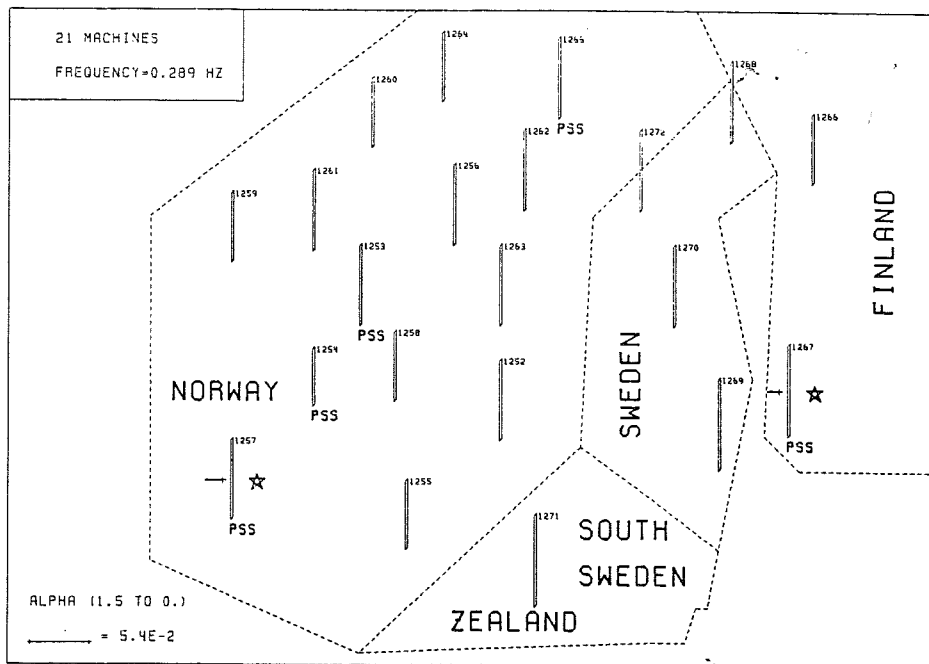 21 MACHINES
FREQUENCY=0.289 HZ
1264
1265
1268
1260
PSS
1262
1272
1266
1261
1256
1259
1253
1263
1270
FINLAND
PSS
1258
1254
1267
1252
SWEDEN
1269
NORWAY
PSS
1257
PSS
1255
PSS
1271
SOUTH
SWEDEN
ALPHA (1.5 TO 0.)
ZEALAND
= 5.4E-2